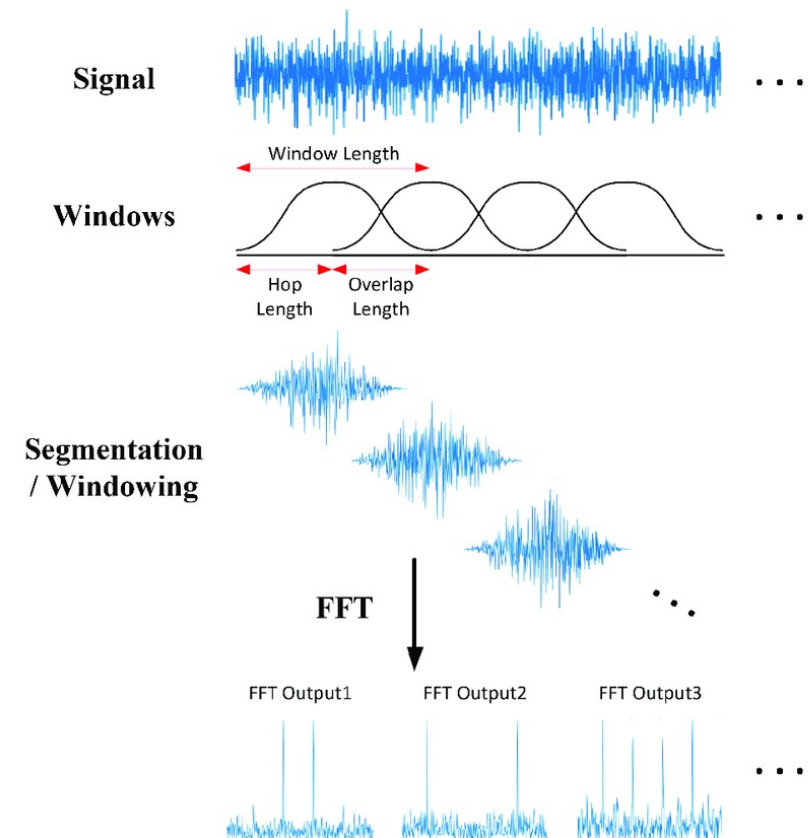 Signal
Window Length
Windows
Hop
Length
Overlap
Length
Segmentation
/ Windowing
FFT
FFT Output1
FFT Output2
FFT Output3